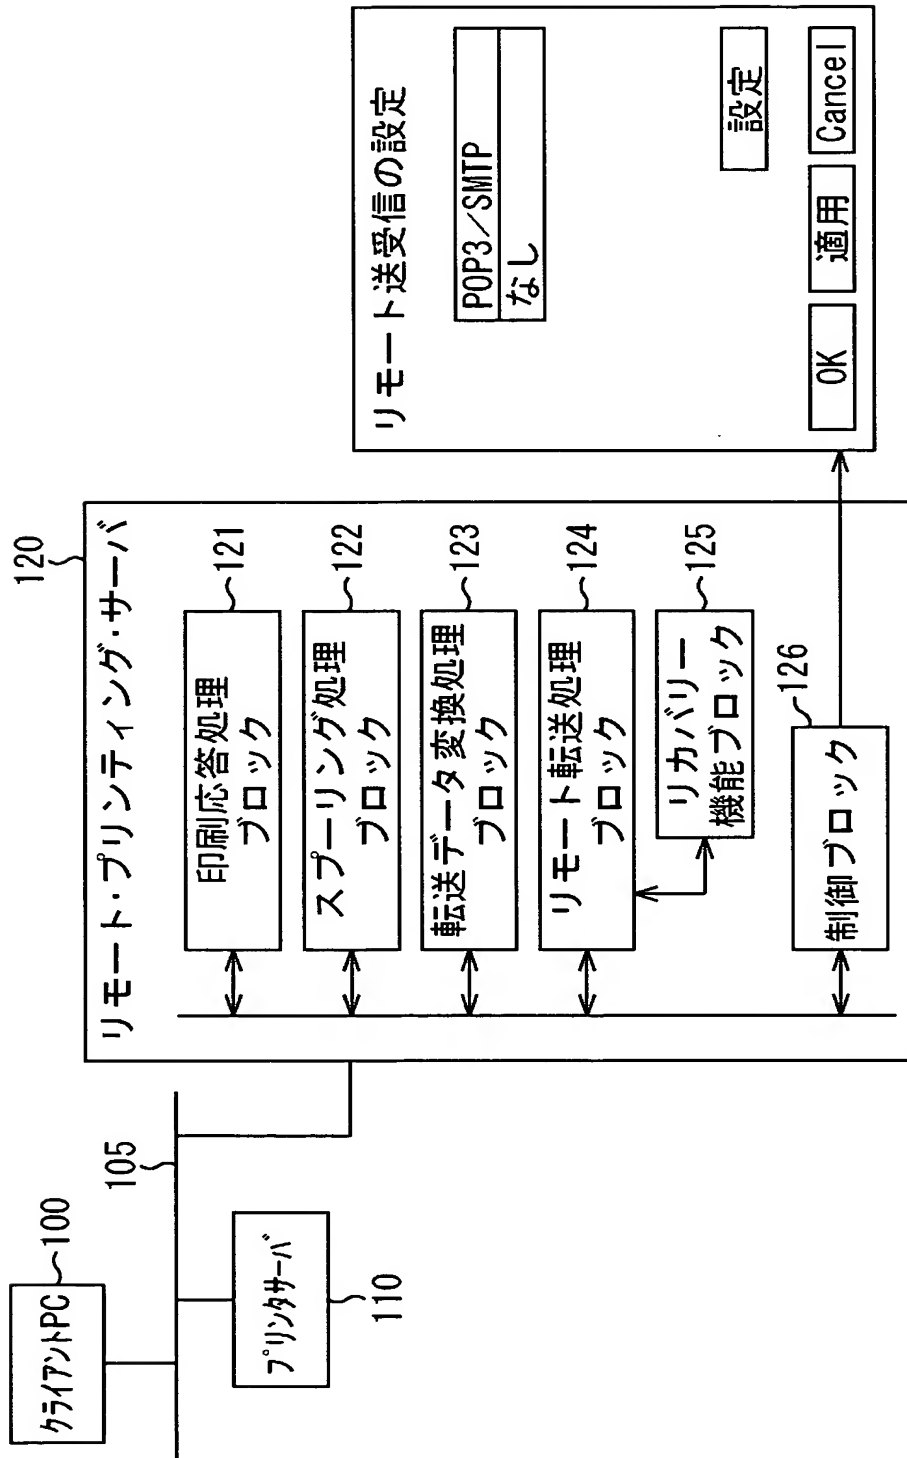 クライアントPC
100
105
プリンタサーバ
110
120
リモート・プリンティング・サーバ
印刷応答処理
ブロック
121
スプーリング処理
ブロック
122
転送データ変換処理
ブロック
123
リモート転送処理
ブロック
124
リカバリー
機能ブロック
125
制御ブロック
126
リモート送受信の設定
POP3/SMTP
なし
設定
OK
適用
Cancel